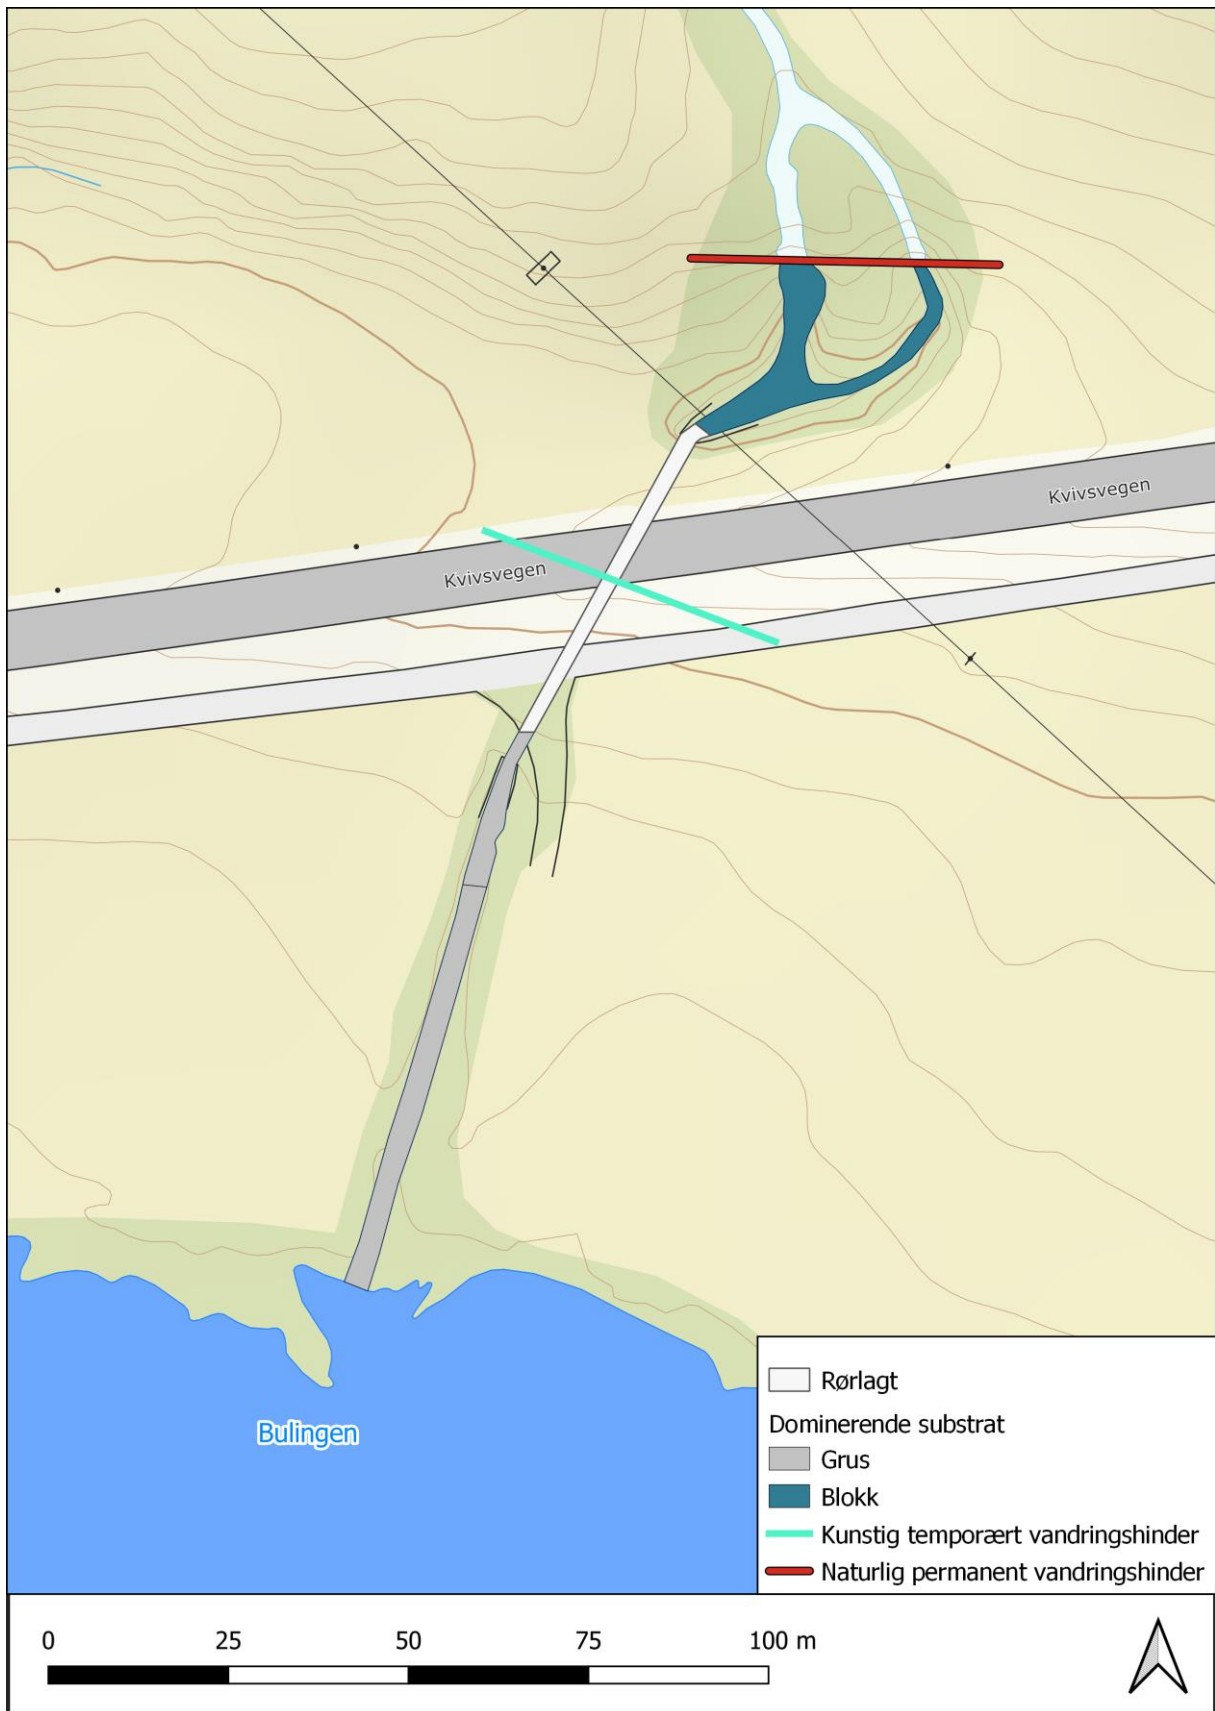 Kvivsvegen
Kvivsvegen
Bulingen
Rørlagt
Dominerende substrat
Grus
Blokk
Kunstig temporært vandringshinder
Naturlig permanent vandringshinder
0 25 50 75 100 m